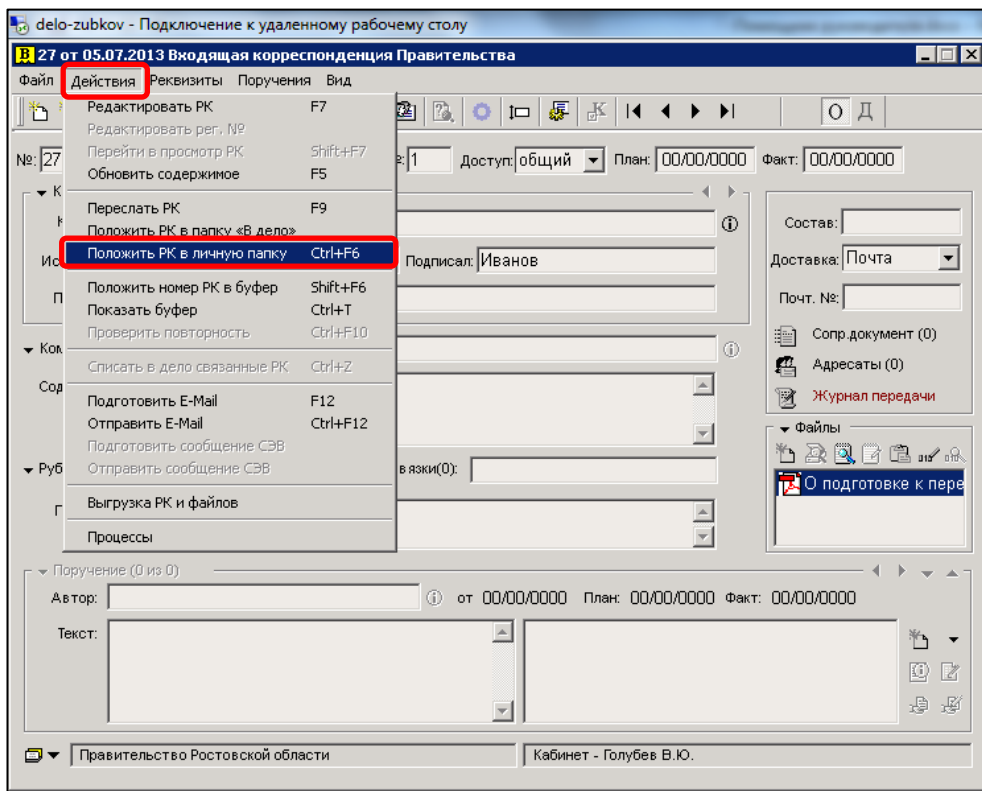 delo-zubkov - Подключение к удаленному рабочему столу
В 27 от 05.07.2013 Входящая корреспонденция Правительства
Файл Действия Реквизиты Поручения Вид
Редактировать РК F7
О Д
Редактировать рег. №
Перейти в просмотр РК Shift+F7
№: 27 1 Доступ: общий План: 00/00/0000 Факт: 00/00/0000
Обновить содержимое F5
Переслать РК F9
Положить РК в папку «В дело»
Состав:
Положить РК в личную папку Ctrl+F6
Подписал: Иванов
Доставка: Почта
Положить номер РК в буфер Shift+F6
Почт. №:
Показать буфер Ctrl+T
Проверить повторность Ctrl+F10
Сопр.документ (0)
Ком
Списать в дело связанные РК Ctrl+Z
Адресаты (0)
Сод
Подготовить E-Mail F12
Журнал передачи
Отправить E-Mail Ctrl+F12
Файлы
Подготовить сообщение СЭВ
Руб
Отправить сообщение СЭВ
вязки(0):
О подготовке к пере
Выгрузка РК и файлов
Процессы
Поручение (0 из 0)
Автор: от 00/00/0000 План: 00/00/0000 Факт: 00/00/0000
Текст:
Правительство Ростовской области Кабинет - Голубев В.Ю.